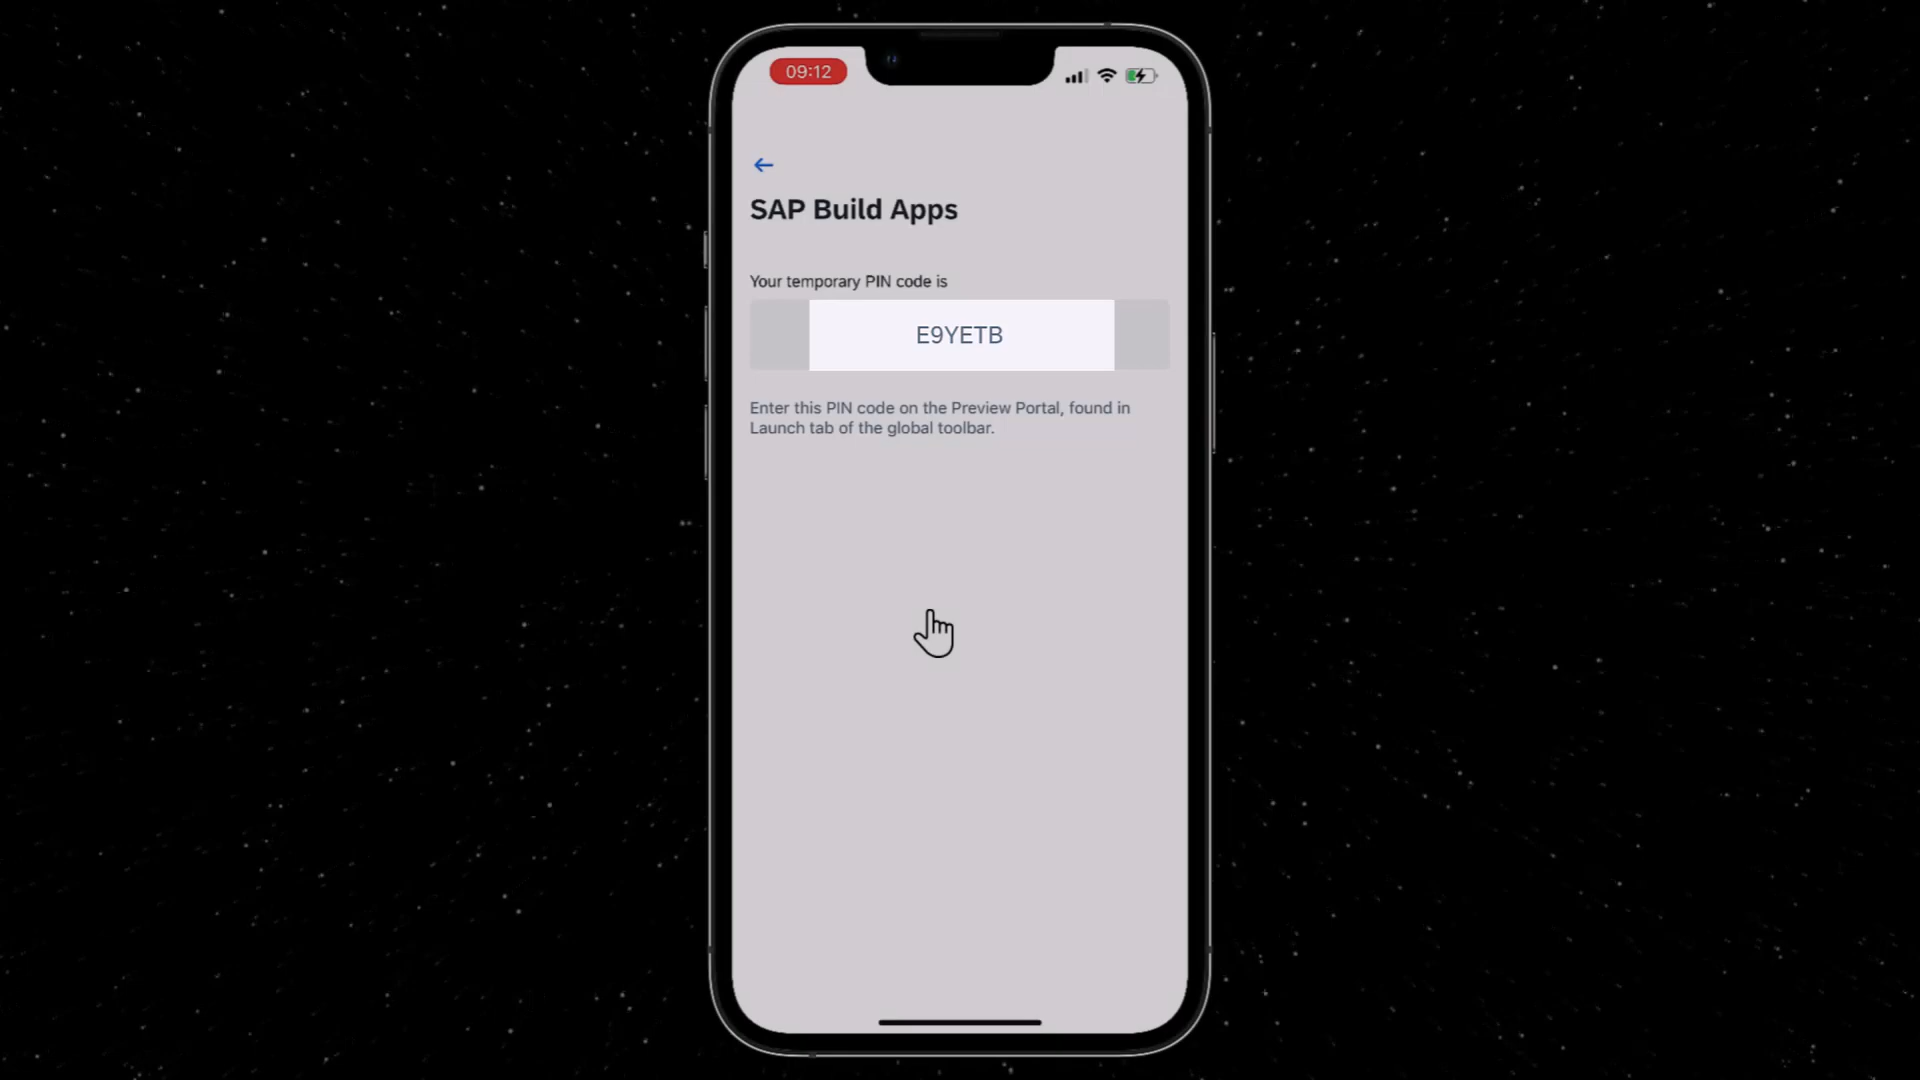 09:12
SAP Build Apps
Your temporary PIN code is
E9YETB
Enter this PIN code on the Preview Portal, found in
Launch tab of the global toolbar.